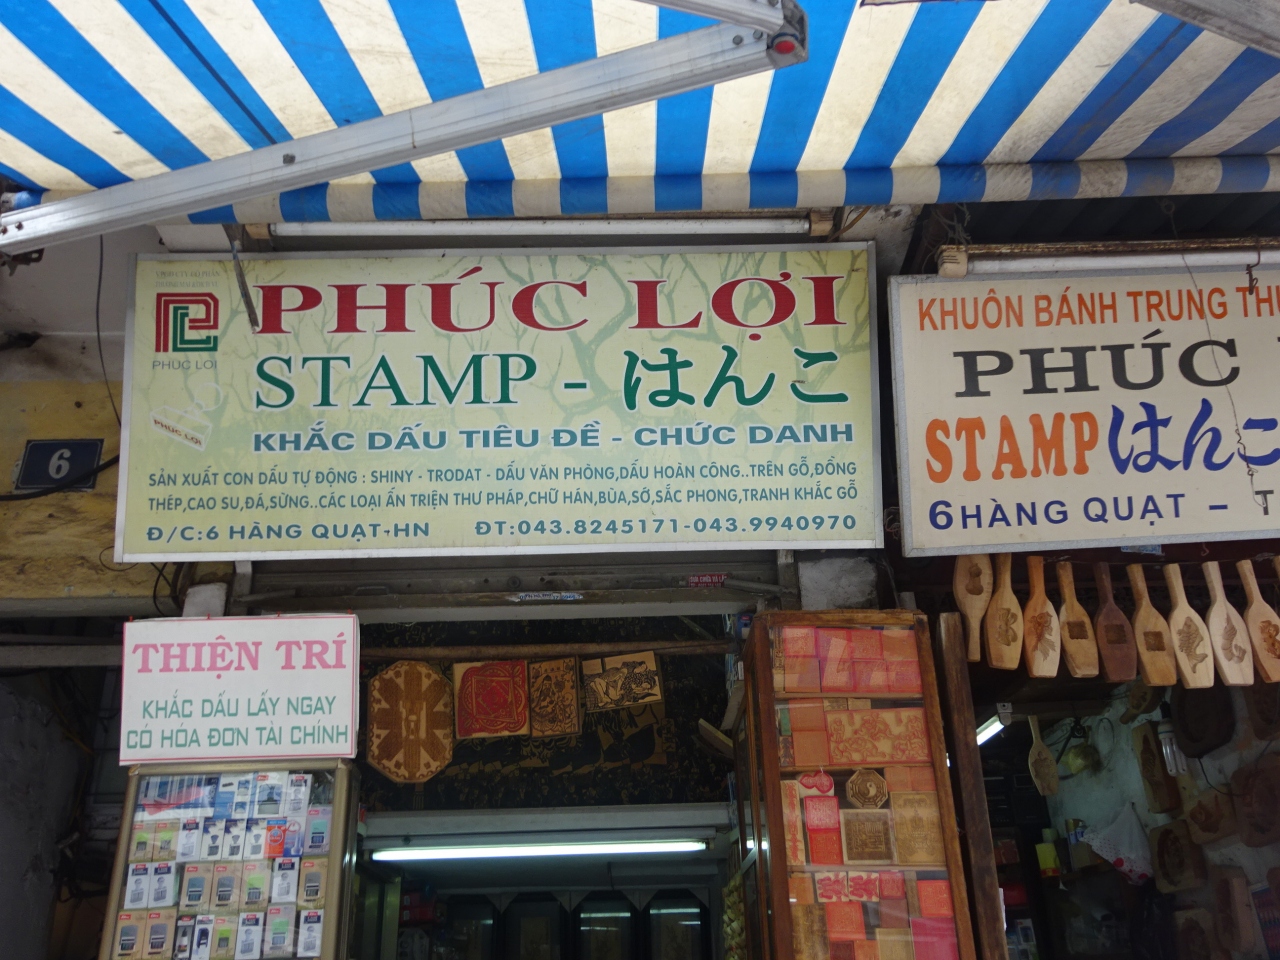 PHÚC LỢI
PHÚC LỢI
STAMP - はんこ
PHÚC LỢI
KHẮC DẤU TIÊU ĐỀ - CHỨC DANH
SẢN XUẤT CON DẤU TỰ ĐỘNG : SHINY - TRODAT - DẤU VĂN PHÒNG,DẤU HOÀN CÔNG..TRÊN GỖ,ĐỒNG
THÉP,CAO SU,ĐÁ,SỪNG..CÁC LOẠI ẤN TRIỆN THƯ PHÁP,CHỮ HÁN,BÙA,SỚ,SẮC PHONG,TRANH KHẮC GỖ
Đ/C:6 HÀNG QUẠT-HN ĐT:043.8245171-043.9940970
KHUÔN BÁNH TRUNG THU
PHÚC
STAMP はんこ
6 HÀNG QUẠT - T
6
THIỆN TRÍ
KHẮC DẤU LẤY NGAY
CÓ HÓA ĐƠN TÀI CHÍNH